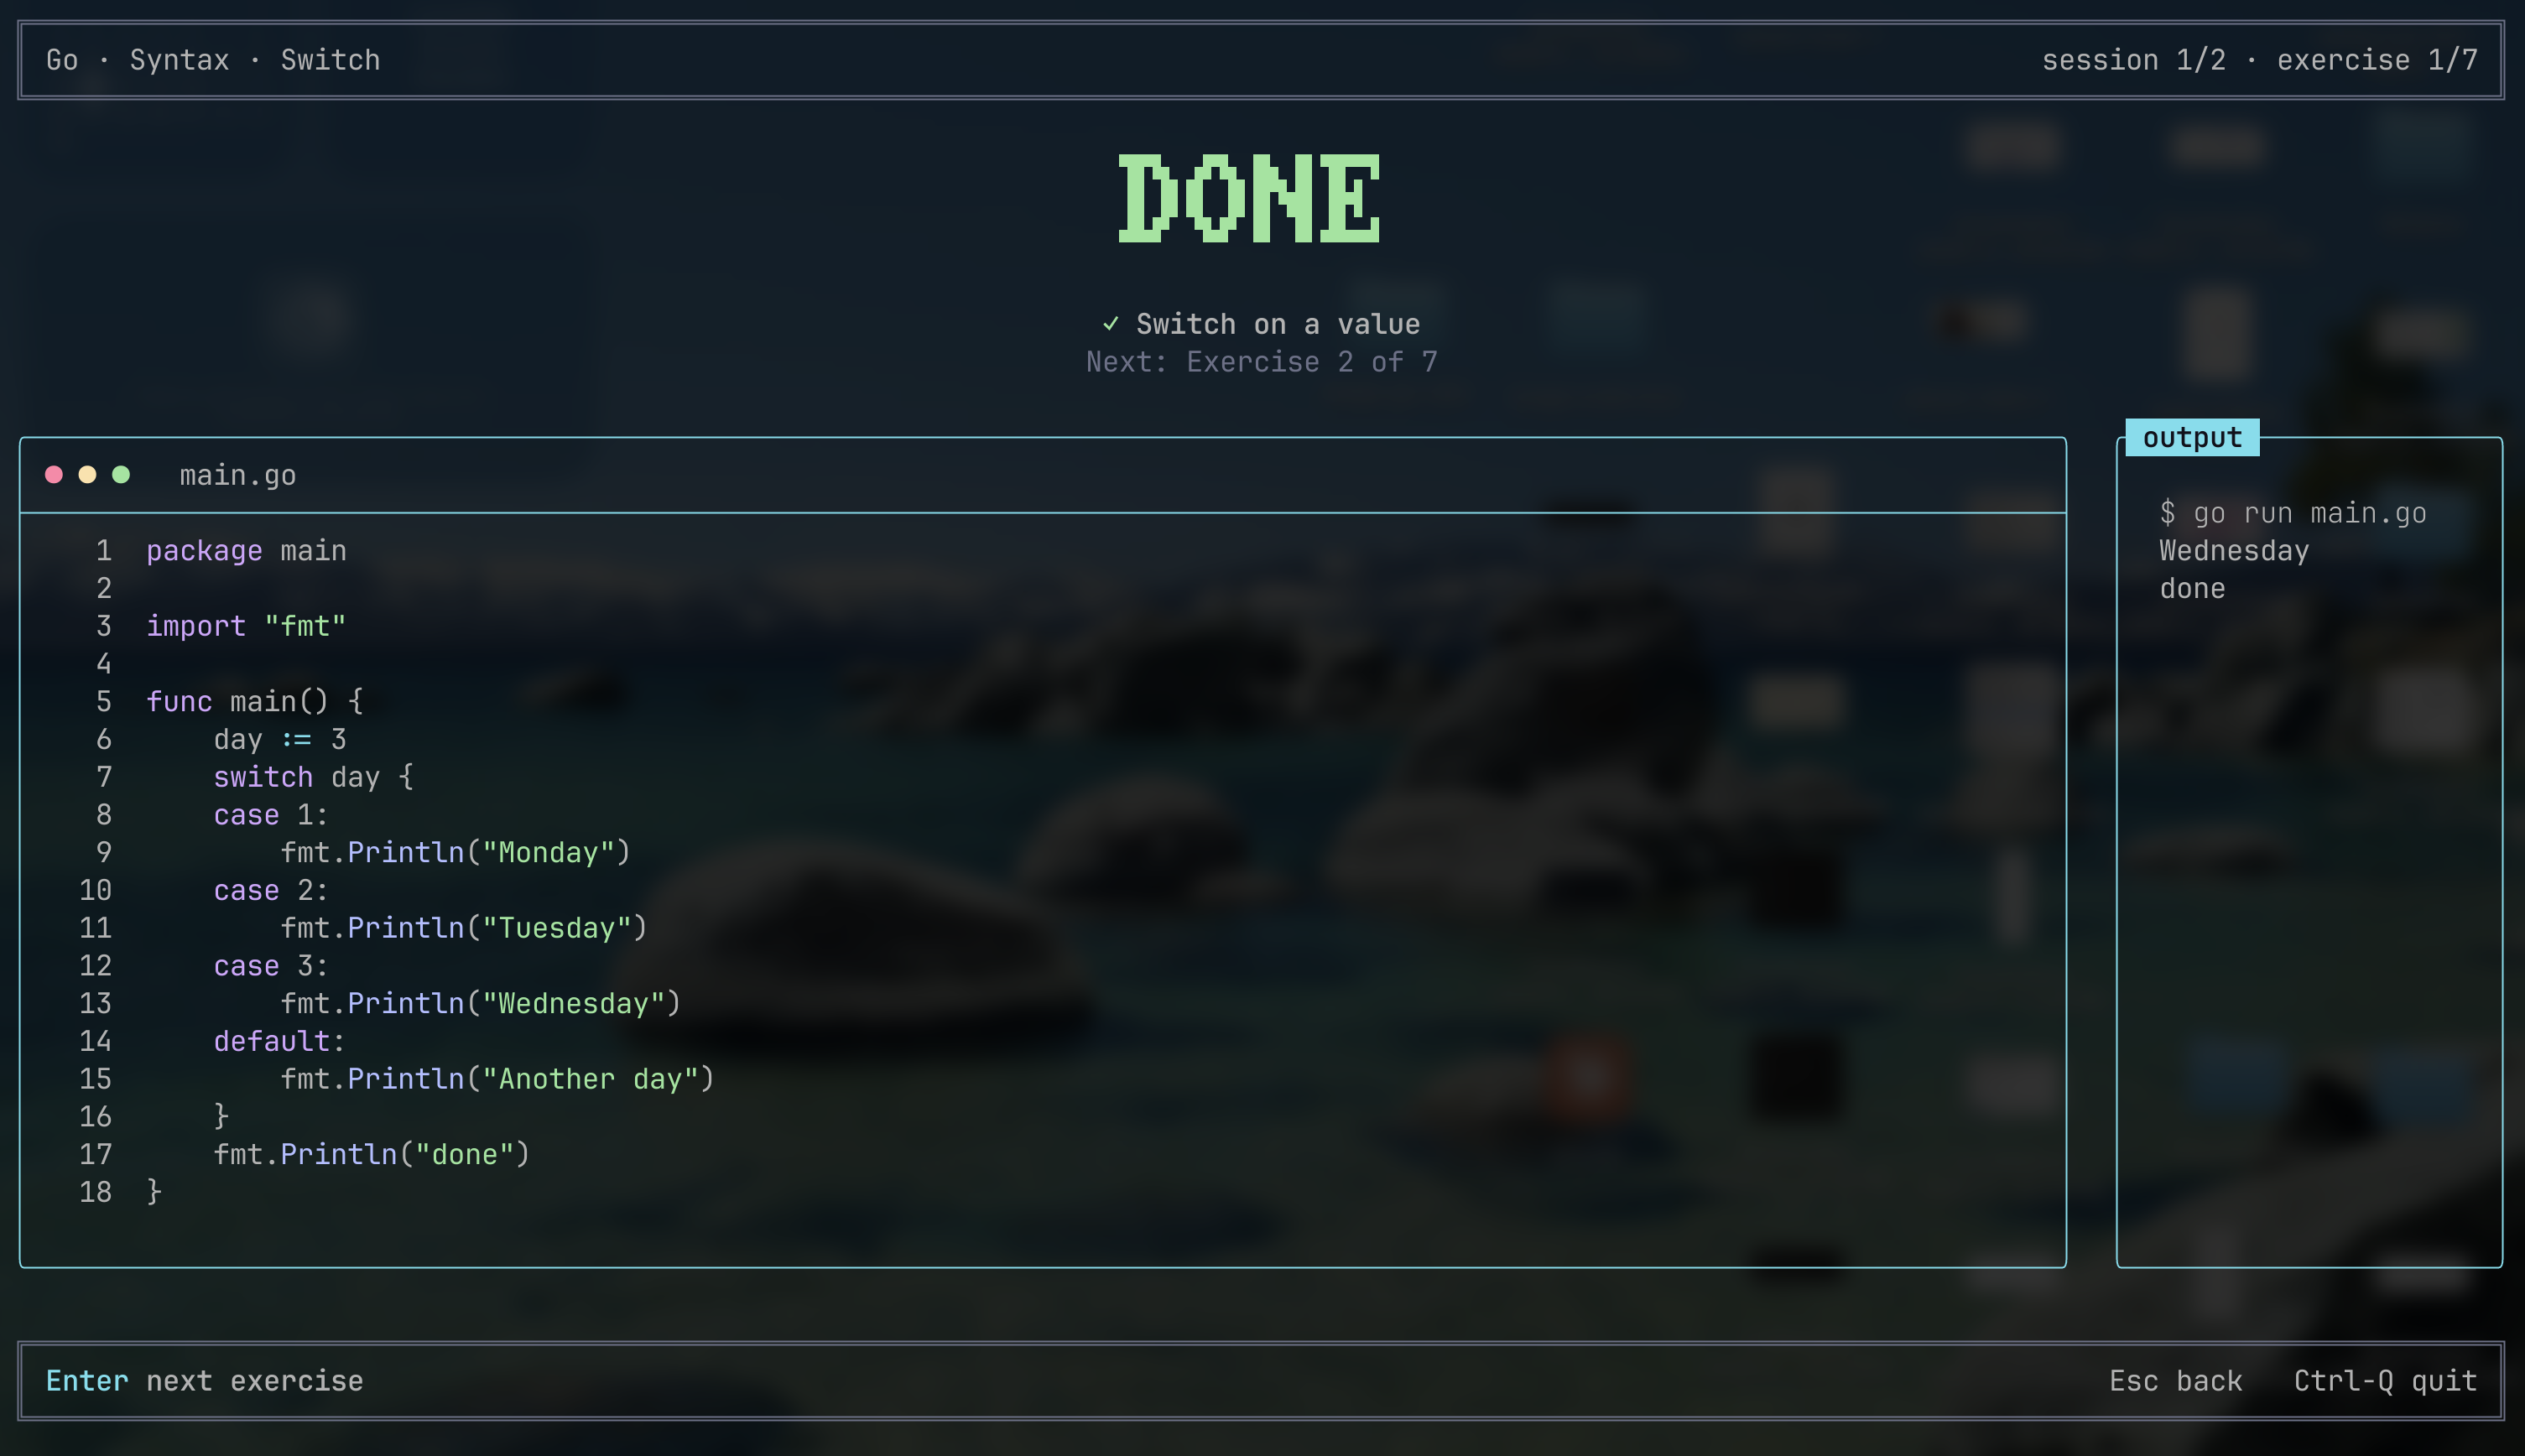 Go · Syntax · Switch
session 1/2 · exercise 1/7
DONE
✓ Switch on a value
Next: Exercise 2 of 7
main.go
1 package main
2
3 import "fmt"
4
5 func main() {
6     day := 3
7     switch day {
8     case 1:
9         fmt.Println("Monday")
10     case 2:
11         fmt.Println("Tuesday")
12     case 3:
13         fmt.Println("Wednesday")
14     default:
15         fmt.Println("Another day")
16     }
17     fmt.Println("done")
18 }
output
$ go run main.go
Wednesday
done
Enter next exercise
Esc back   Ctrl-Q quit